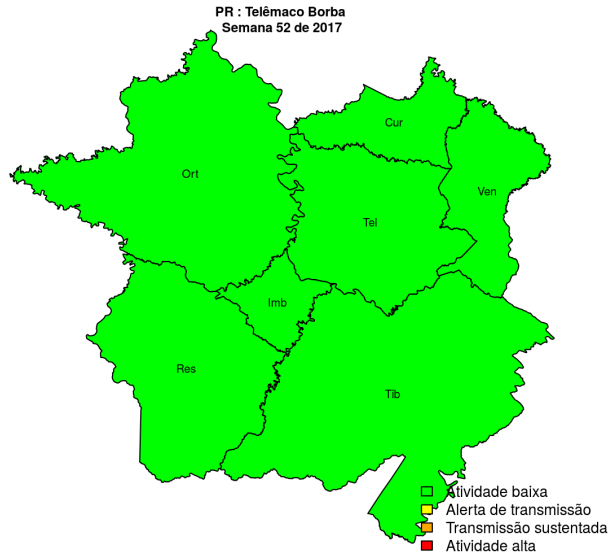 PR : Telêmaco Borba
Semana 52 de 2017
Cur
Ort
Ven
Tel
Imb
Res
Tib
Atividade baixa
Alerta de transmissão
Transmissão sustentada
Atividade alta